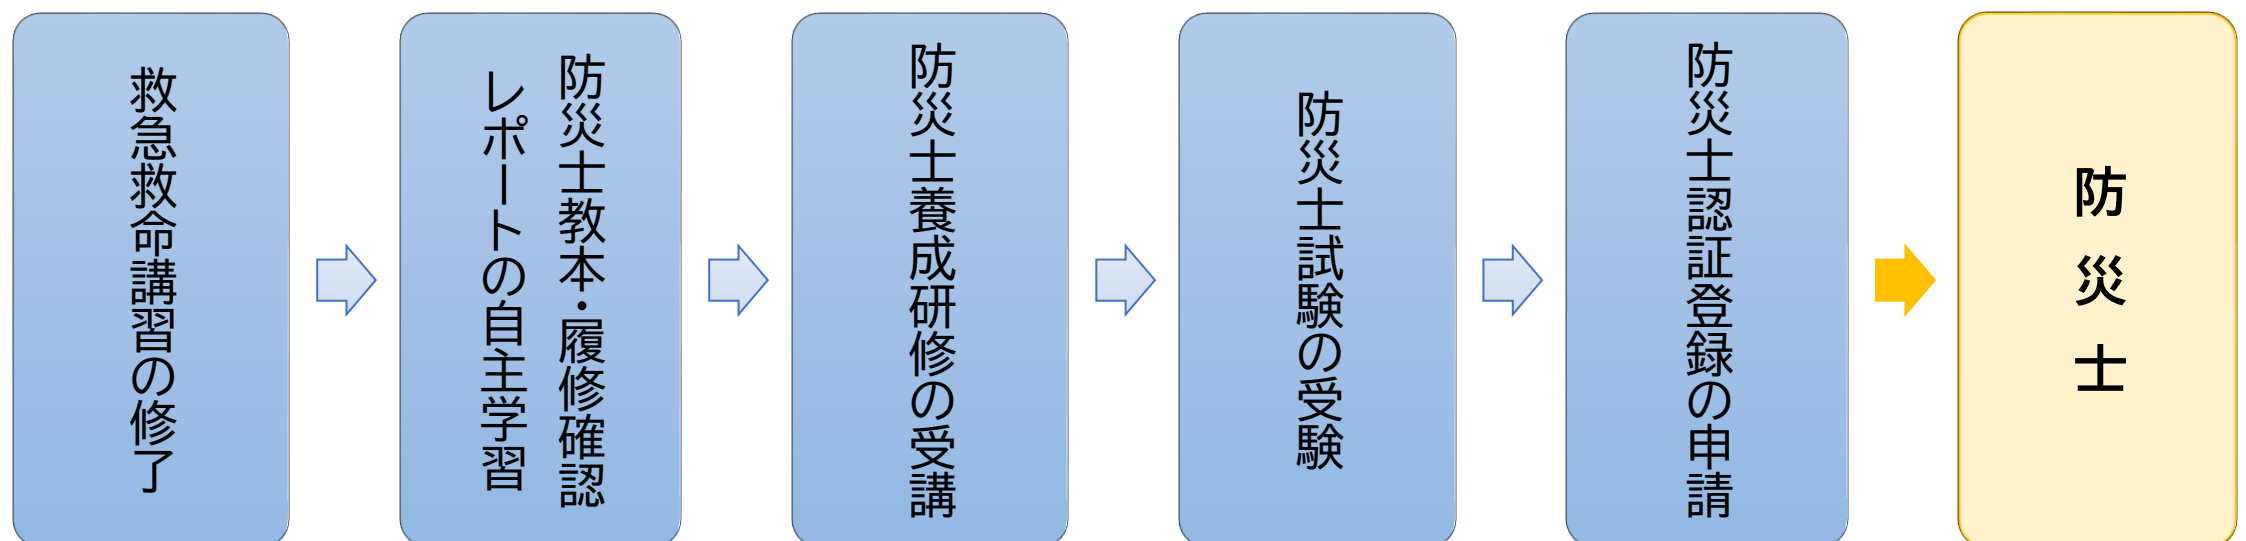 救急救命講習の修了
防災士教本・履修確認
レポートの自主学習
防災士養成研修の受講
防災士試験の受験
防災士認証登録の申請
防災士